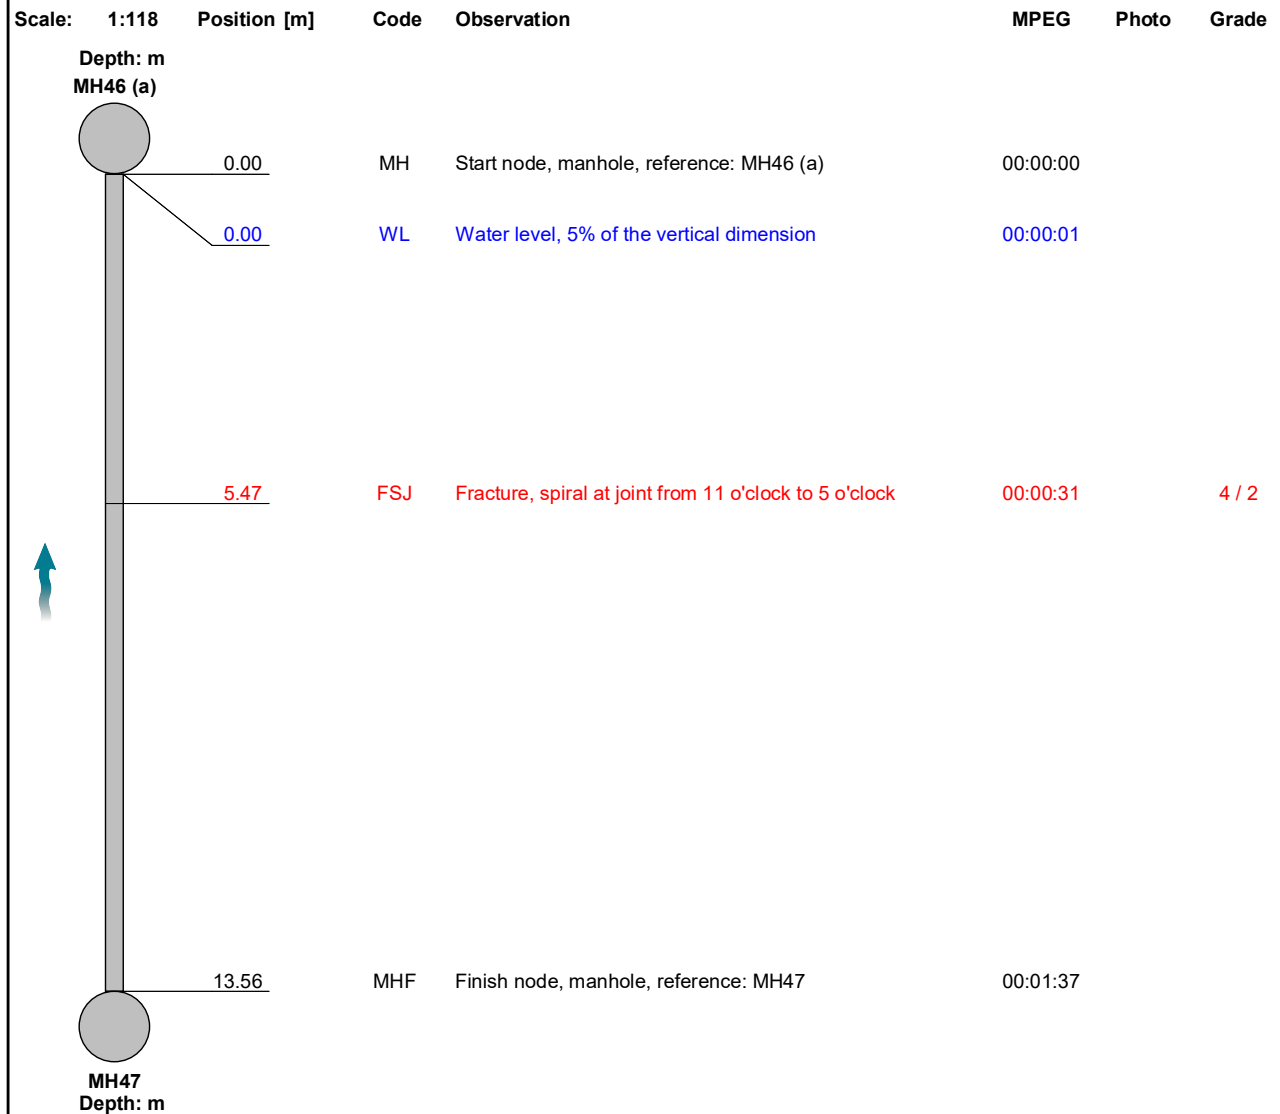 Scale: 1:118 Position [m] Code Observation MPEG Photo Grade
Depth: m
MH46 (a)
0.00 MH Start node, manhole, reference: MH46 (a) 00:00:00
0.00 WL Water level, 5% of the vertical dimension 00:00:01
5.47 FSJ Fracture, spiral at joint from 11 o'clock to 5 o'clock 00:00:31 4 / 2
13.56 MHF Finish node, manhole, reference: MH47 00:01:37
MH47
Depth: m